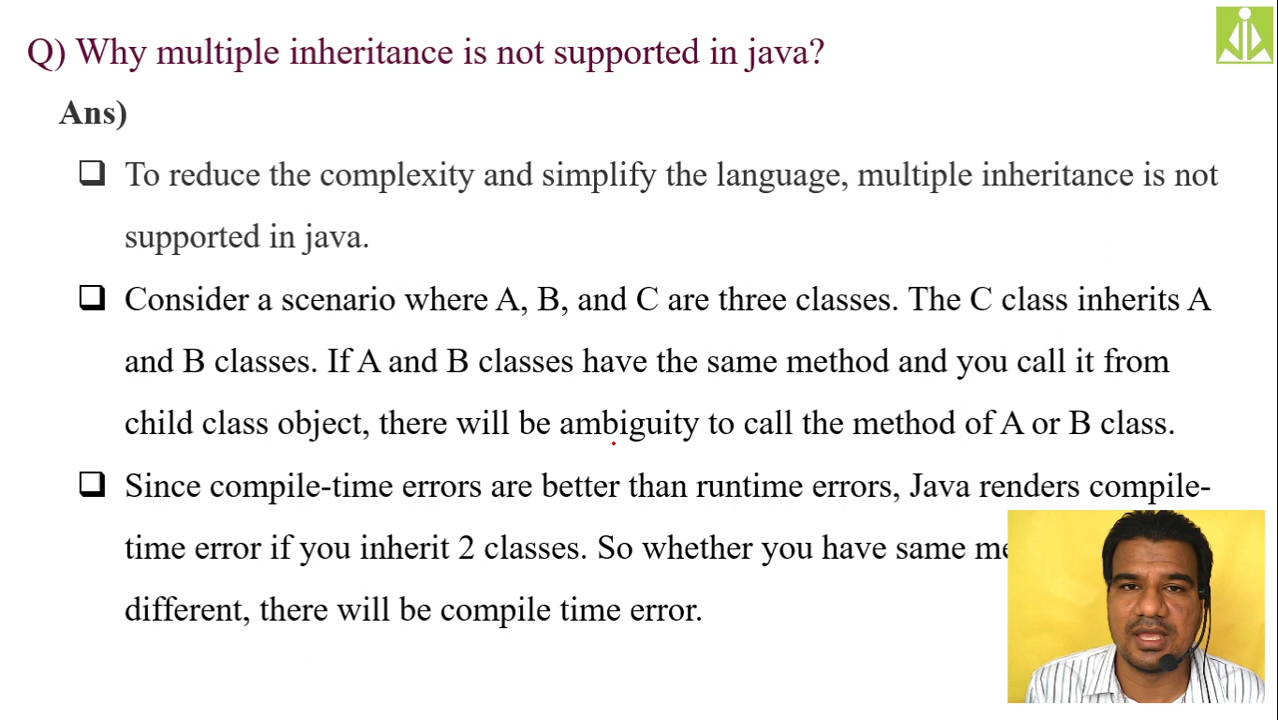 Q) Why multiple inheritance is not supported in java?
Ans)
To reduce the complexity and simplify the language, multiple inheritance is not
supported in java.
Consider a scenario where A, B, and C are three classes. The C class inherits A
and B classes. If A and B classes have the same method and you call it from
child class object, there will be ambiguity to call the method of A or B class.
Since compile-time errors are better than runtime errors, Java renders compile-
time error if you inherit 2 classes. So whether you have same
different, there will be compile time error.